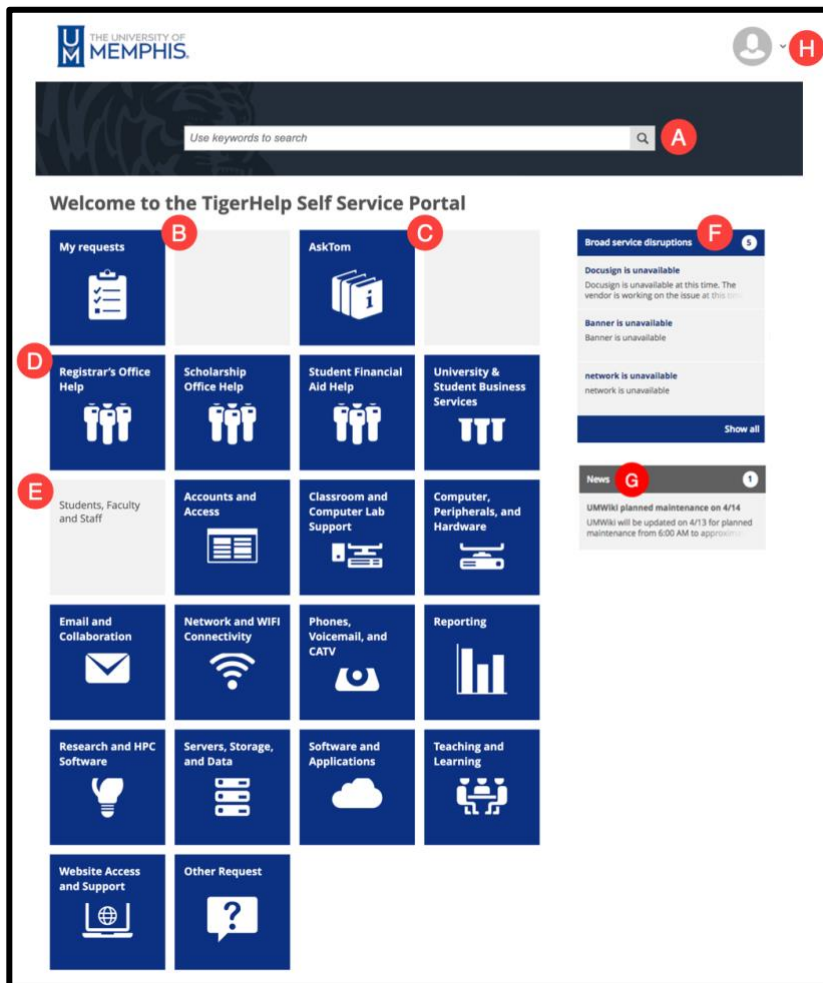 THE UNIVERSITY OF
MEMPHIS.
H
Use keywords to search
A
Welcome to the TigerHelp Self Service Portal
My requests
B
AskTom
C
D
Registrar's Office
Help
Scholarship
Office Help
Student Financial
Aid Help
University &
Student Business
Services
E
Students, Faculty
and Staff
Accounts and
Access
Classroom and
Computer Lab
Support
Computer,
Peripherals, and
Hardware
Email and
Collaboration
Network and WIFI
Connectivity
Phones,
Voicemail, and
CATV
Reporting
Research and HPC
Software
Servers, Storage,
and Data
Software and
Applications
Teaching and
Learning
Website Access
and Support
Other Request
Broad service disruptions
F
5
Docusign is unavailable
Docusign is unavailable at this time. The
vendor is working on the issue at this
Banner is unavailable
Banner is unavailable
network is unavailable
network is unavailable
Show all
News
G
1
UMWiki planned maintenance on 4/14
UMWiki will be updated on 4/13 for planned
maintenance from 6:00 AM to